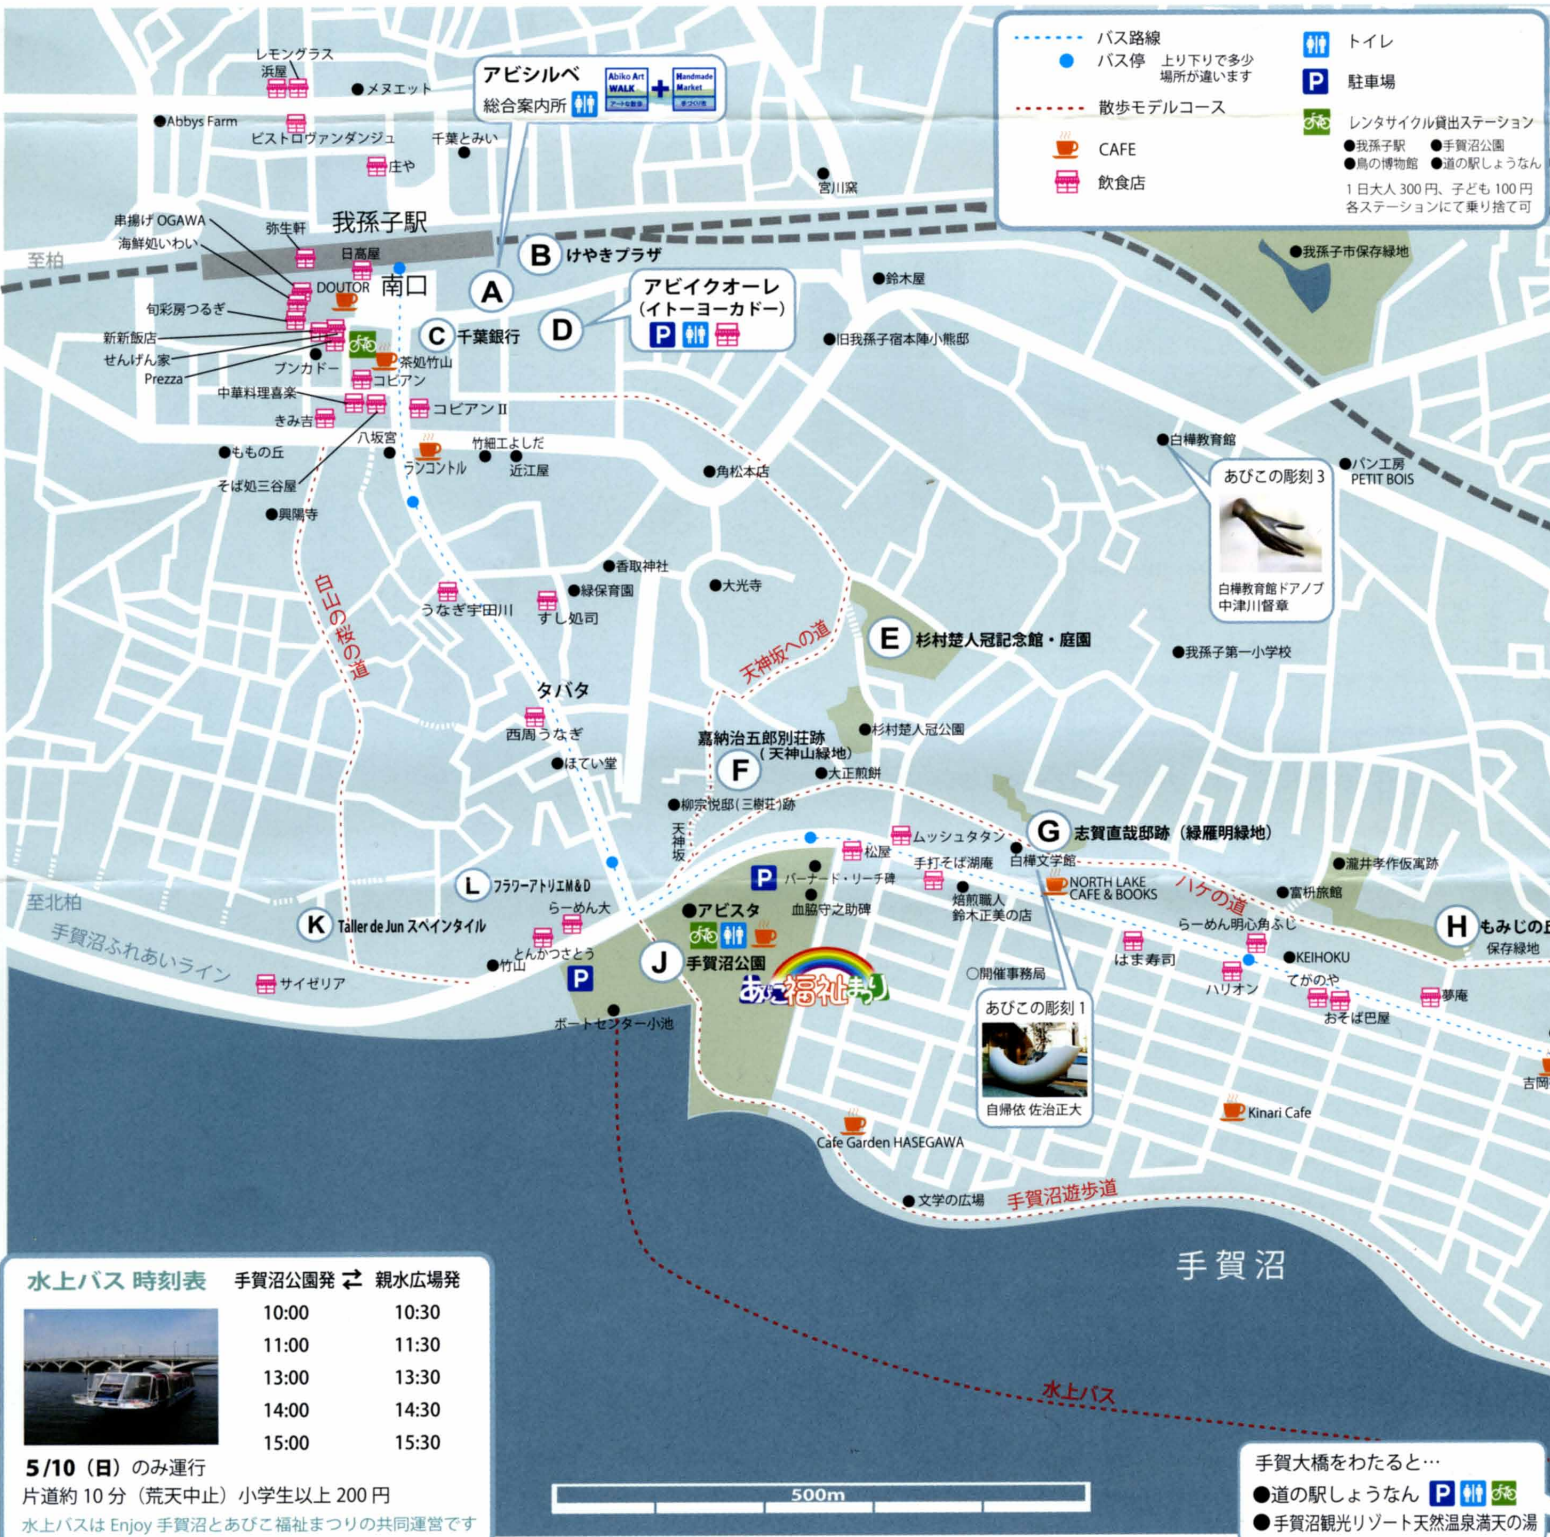 レモングラス
浜屋
メヌエット
Abbys Farm
ビストロヴァンダンジュ
千葉とみい
庄や
アビシルベ
総合案内所
Abiko Art
WALK
アートな散歩
+
Handmade
Market
手づくり市
宮川窯
バス路線
バス停 上り下りで多少
場所が違います
散歩モデルコース
CAFE
飲食店
トイレ
P 駐車場
レンタサイクル貸出ステーション
●我孫子駅 ●手賀沼公園
●鳥の博物館 ●道の駅しょうなん
1日大人 300 円、子ども 100 円
各ステーションにて乗り捨て可
串揚げ OGAWA
海鮮処いわい
弥生軒
我孫子駅
日高屋
至柏
DOUTOR
南口
旬彩房つるぎ
新新飯店
せんげん家
Prezza
ブンカドー
茶処竹山
コビアン
中華料理喜楽
コビアン II
きみ吉
A
B けやきプラザ
C 千葉銀行
D
アビイクオーレ
(イトーヨーカドー)
P
鈴木屋
旧我孫子宿本陣小熊邸
我孫子市保存緑地
八坂宮
ももの丘
ランコントル
竹細工よしだ
近江屋
そば処三谷屋
興陽寺
角松本店
白樺教育館
パン工房
PETIT BOIS
あびこの彫刻 3
白樺教育館ドアノブ
中津川督章
白山の桜の道
うなぎ宇田川
香取神社
緑保育園
すし処司
大光寺
天神坂への道
E 杉村楚人冠記念館・庭園
我孫子第一小学校
タバタ
西周うなぎ
ほてい堂
杉村楚人冠公園
嘉納治五郎別荘跡
(天神山緑地)
F
大正煎餅
柳宗悦邸(三樹荘)跡
天神坂
G 志賀直哉邸跡（緑雁明緑地）
ムッシュタタン
松屋
手打そば湖庵
白樺文学館
瀧井孝作仮寓跡
P
バーナード・リーチ碑
血脇守之助碑
焙煎職人
鈴木正美の店
NORTH LAKE
CAFE & BOOKS
ハケの道
富枡旅館
L フラワーアトリエM&D
至北柏
K Taller de Jun スペインタイル
らーめん大
とんかつさとう
手賀沼ふれあいライン
竹山
サイゼリア
アビスタ
J 手賀沼公園
P
あびこ福祉まつり
○開催事務局
はま寿司
らーめん明心角ふじ
KEIHOKU
ハリオン
てがのや
おそば巴屋
夢庵
H もみじの丘
保存緑地
ボートセンター小池
あびこの彫刻 1
自帰依 佐治正大
吉岡
Kinari Cafe
Cafe Garden HASEGAWA
文学の広場
手賀沼遊歩道
手賀沼
水上バス
水上バス 時刻表
手賀沼公園発 ⇄ 親水広場発
10:00 10:30
11:00 11:30
13:00 13:30
14:00 14:30
15:00 15:30
5/10（日）のみ運行
片道約 10 分（荒天中止）小学生以上 200 円
水上バスは Enjoy 手賀沼とあびこ福祉まつりの共同運営です
500m
手賀大橋をわたると…
●道の駅しょうなん P
●手賀沼観光リゾート天然温泉満天の湯